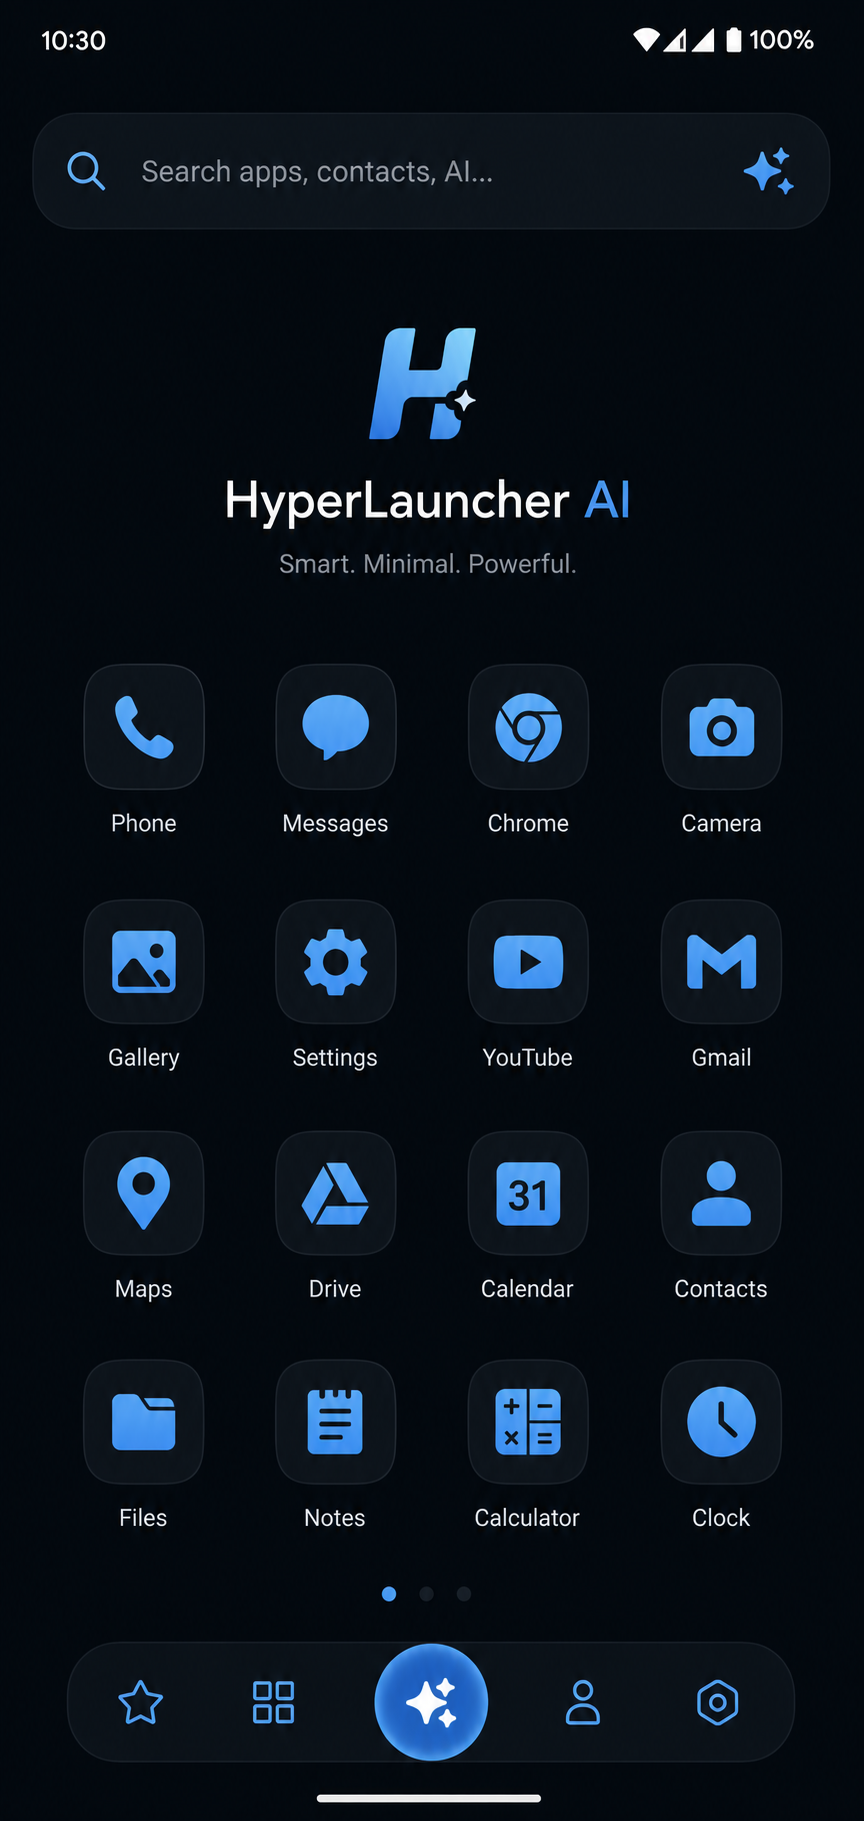 10:30 100%
Search apps, contacts, AI...
H
HyperLauncher AI
Smart. Minimal. Powerful.
Phone Messages Chrome Camera
Gallery Settings YouTube Gmail
31
Maps Drive Calendar Contacts
Files Notes Calculator Clock